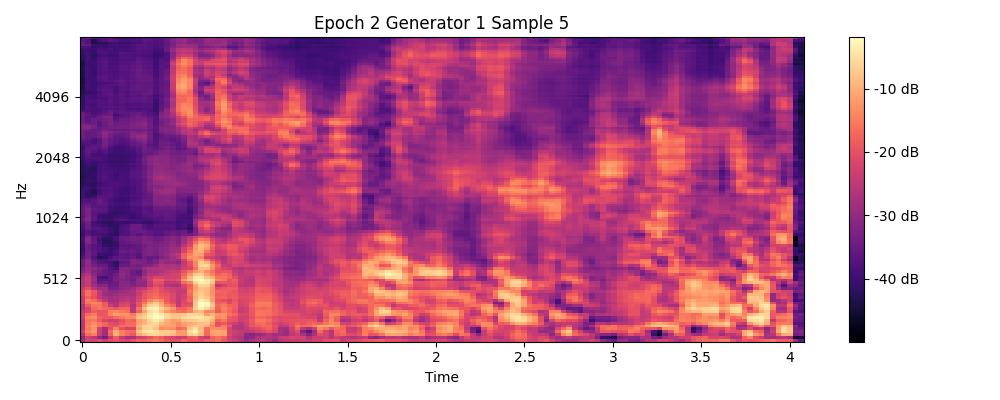 Epoch 2 Generator 1 Sample 5
Hz
4096
2048
1024
512
0
0 0.5 1 1.5 2 2.5 3 3.5 4
Time
-10 dB
-20 dB
-30 dB
-40 dB